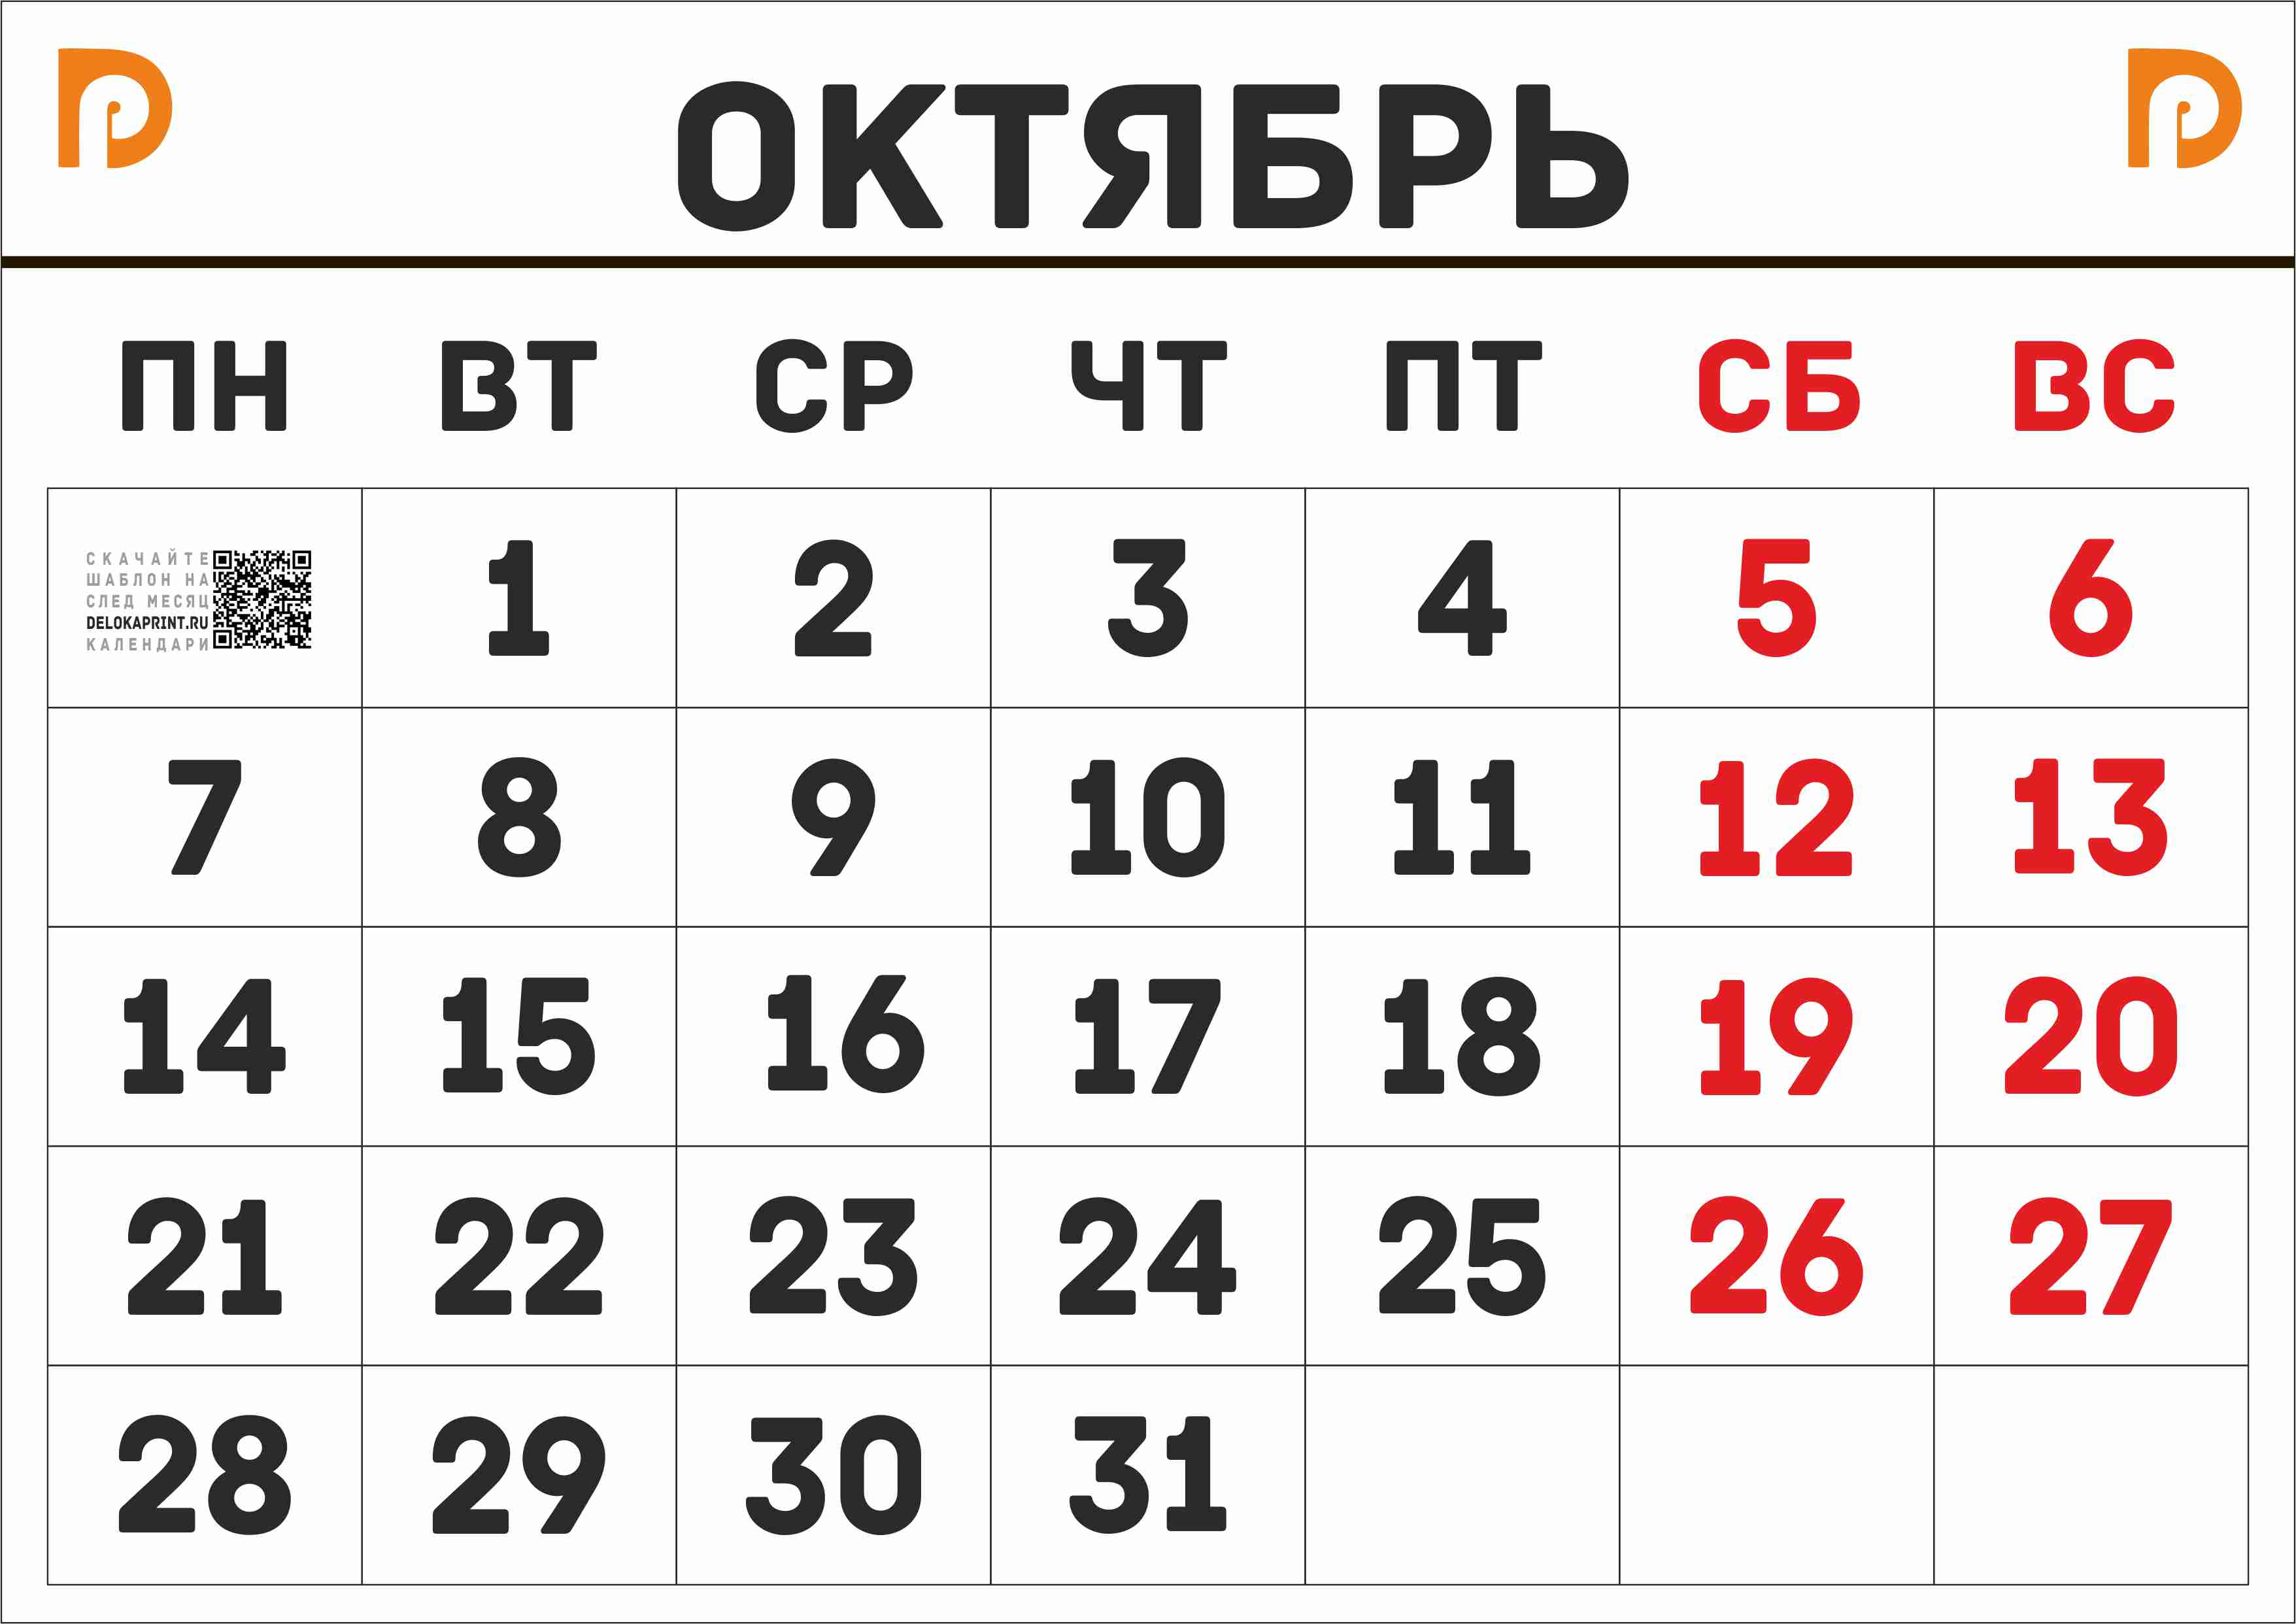 ОКТЯБРЬ
ПН ВТ СР ЧТ ПТ СБ ВС
СКАЧАЙТЕ
ШАБЛОН НА
СЛЕД МЕСЯЦ
DELOKAPRINT.RU
КАЛЕНДАРИ
1 2 3 4 5 6
7 8 9 10 11 12 13
14 15 16 17 18 19 20
21 22 23 24 25 26 27
28 29 30 31